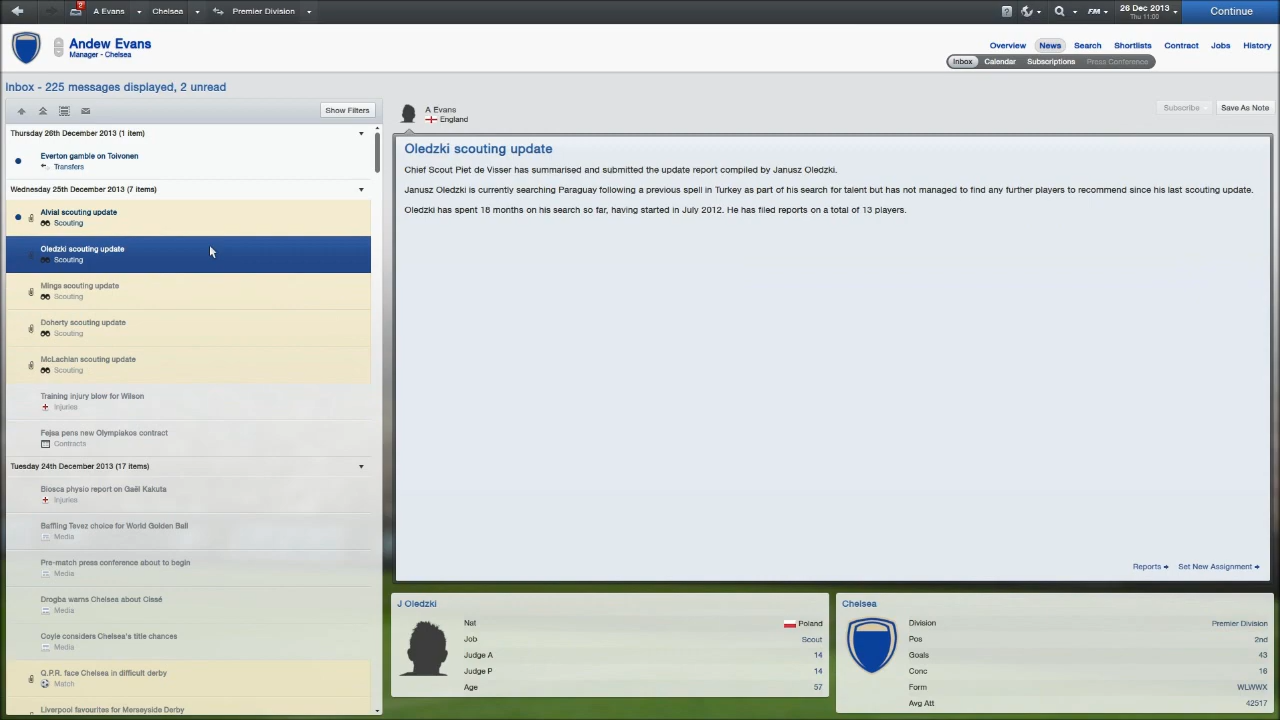 2
A Evans
Chelsea
Premier Division
?
FM
26 Dec 2013
Thu 11:00
Continue
Andew Evans
Manager - Chelsea
Overview
News
Search
Shortlists
Contract
Jobs
History
Inbox
Calendar
Subscriptions
Press Conference
Inbox - 225 messages displayed, 2 unread
Show Filters
Thursday 26th December 2013 (1 item)
Everton gamble on Toivonen
Transfers
Wednesday 25th December 2013 (7 items)
Alvial scouting update
Scouting
Oledzki scouting update
Scouting
Minga scouting update
Scouting
Doherty scouting update
Scouting
McLachlan scouting update
Scouting
Training injury blow for Wilson
Injuries
Fejsa pens new Olympiakos contract
Contracts
Tuesday 24th December 2013 (17 items)
Biosca physio report on Gaël Kakuta
Injuries
Baffling Tevez choice for World Golden Ball
Media
Pre-match press conference about to begin
Media
Drogba warns Chelsea about Cissé
Media
Coyle considers Chelsea's title chances
Media
Q.P.R. face Chelsea in difficult derby
Match
Liverpool favourites for Merseyside Derby
A Evans
England
Subscribe
Save As Note
Oledzki scouting update
Chief Scout Piet de Visser has summarised and submitted the update report compiled by Janusz Oledzki.
Janusz Oledzki is currently searching Paraguay following a previous spell in Turkey as part of his search for talent but has not managed to find any further players to recommend since his last scouting update.
Oledzki has spent 18 months on his search so far, having started in July 2012. He has filed reports on a total of 13 players.
Reports
Set New Assignment
J Oledzki
Nat Poland
Job Scout
Judge A 14
Judge P 14
Age 57
Chelsea
Division Premier Division
Pos 2nd
Goals 43
Conc 16
Form WLWWX
Avg Att 42517